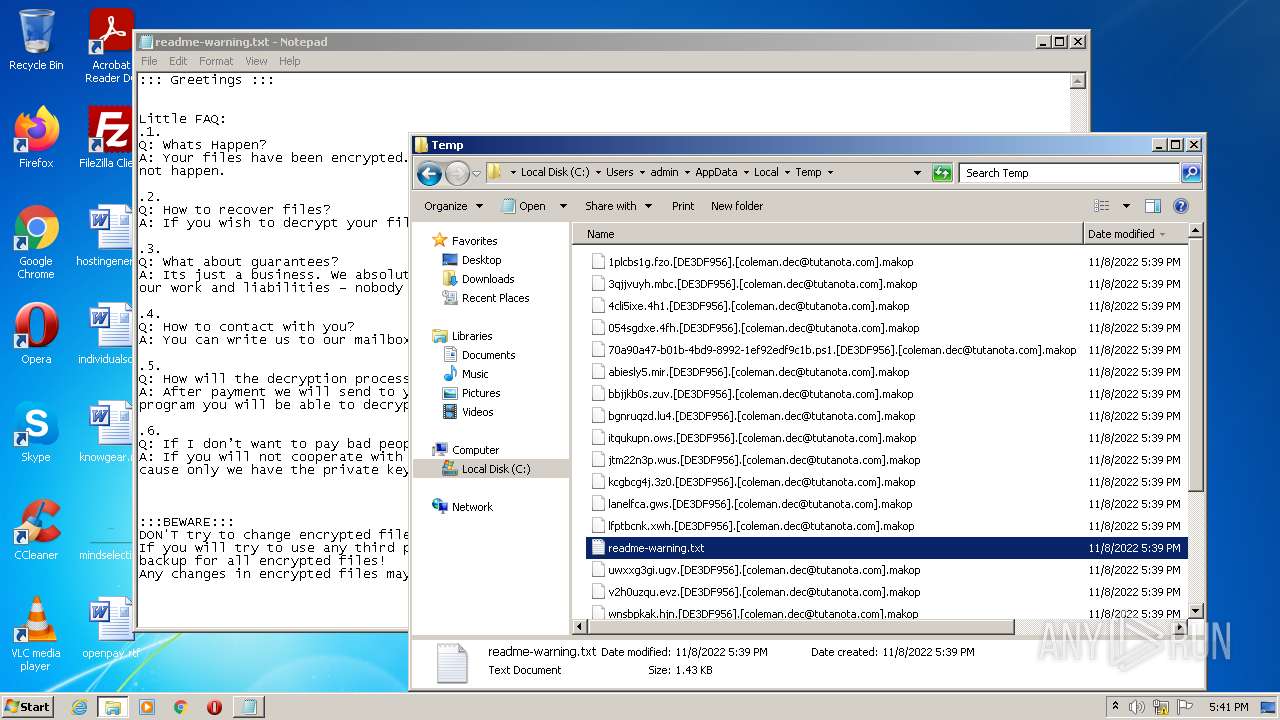 Recycle Bin
Acrobat
Reader D
Firefox
FileZilla Clie
Google
Chrome
hostingener
Opera
individualsc
Skype
knowgear.
CCleaner
mindselecti
VLC media
player
openpay.rtf
readme-warning.txt - Notepad
File Edit Format View Help
::: Greetings :::
Little FAQ:
.1.
Q: Whats Happen?
A: Your files have been encrypted.
not happen.
.2.
Q: How to recover files?
A: If you wish to decrypt your fil
.3.
Q: What about guarantees?
A: Its just a business. We absolut
our work and liabilities - nobody
.4.
Q: How to contact with you?
A: You can write us to our mailbox
.5.
Q: How will the decryption process
A: After payment we will send to y
program you will be able to decryp
.6.
Q: If I don't want to pay bad peop
A: If you will not cooperate with
cause only we have the private key
:::BEWARE:::
DON'T try to change encrypted file
If you will try to use any third p
backup for all encrypted files!
Any changes in encrypted files may
Temp
Local Disk (C:) Users admin AppData Local Temp
Search Temp
Organize Open Share with Print New folder
Favorites
Desktop
Downloads
Recent Places
Libraries
Documents
Music
Pictures
Videos
Computer
Local Disk (C:)
Network
Name Date modified
1plcbs1g.fzo.[DE3DF956].[coleman.dec@tutanota.com].makop 11/8/2022 5:39 PM
3qjjvuyh.mbc.[DE3DF956].[coleman.dec@tutanota.com].makop 11/8/2022 5:39 PM
4cli5ixe.4h1.[DE3DF956].[coleman.dec@tutanota.com].makop 11/8/2022 5:39 PM
054sgdxe.4fh.[DE3DF956].[coleman.dec@tutanota.com].makop 11/8/2022 5:39 PM
70a90a47-b01b-4bd9-8092-1ef92edf9c1b.ps1.[DE3DF956].[coleman.dec@tutanota.com].makop 11/8/2022 5:39 PM
abiesly5.mir.[DE3DF956].[coleman.dec@tutanota.com].makop 11/8/2022 5:39 PM
bbjjkb0s.zuv.[DE3DF956].[coleman.dec@tutanota.com].makop 11/8/2022 5:39 PM
bgnruqzd.lu4.[DE3DF956].[coleman.dec@tutanota.com].makop 11/8/2022 5:39 PM
itqukupn.ows.[DE3DF956].[coleman.dec@tutanota.com].makop 11/8/2022 5:39 PM
jtm22n3p.wus.[DE3DF956].[coleman.dec@tutanota.com].makop 11/8/2022 5:39 PM
kcgbcg4j.3z0.[DE3DF956].[coleman.dec@tutanota.com].makop 11/8/2022 5:39 PM
lanelfca.gws.[DE3DF956].[coleman.dec@tutanota.com].makop 11/8/2022 5:39 PM
lfptbcnk.xwh.[DE3DF956].[coleman.dec@tutanota.com].makop 11/8/2022 5:39 PM
readme-warning.txt 11/8/2022 5:39 PM
uwxxg3gi.ugv.[DE3DF956].[coleman.dec@tutanota.com].makop 11/8/2022 5:39 PM
v2h0uzqu.evz.[DE3DF956].[coleman.dec@tutanota.com].makop 11/8/2022 5:39 PM
wnsbpkak.hin.[DE3DF956].[coleman.dec@tutanota.com].makop 11/8/2022 5:39 PM
readme-warning.txt Date modified: 11/8/2022 5:39 PM Date created: 11/8/2022 5:39 PM
Text Document Size: 1.43 KB
ANY RUN
Start
5:41 PM